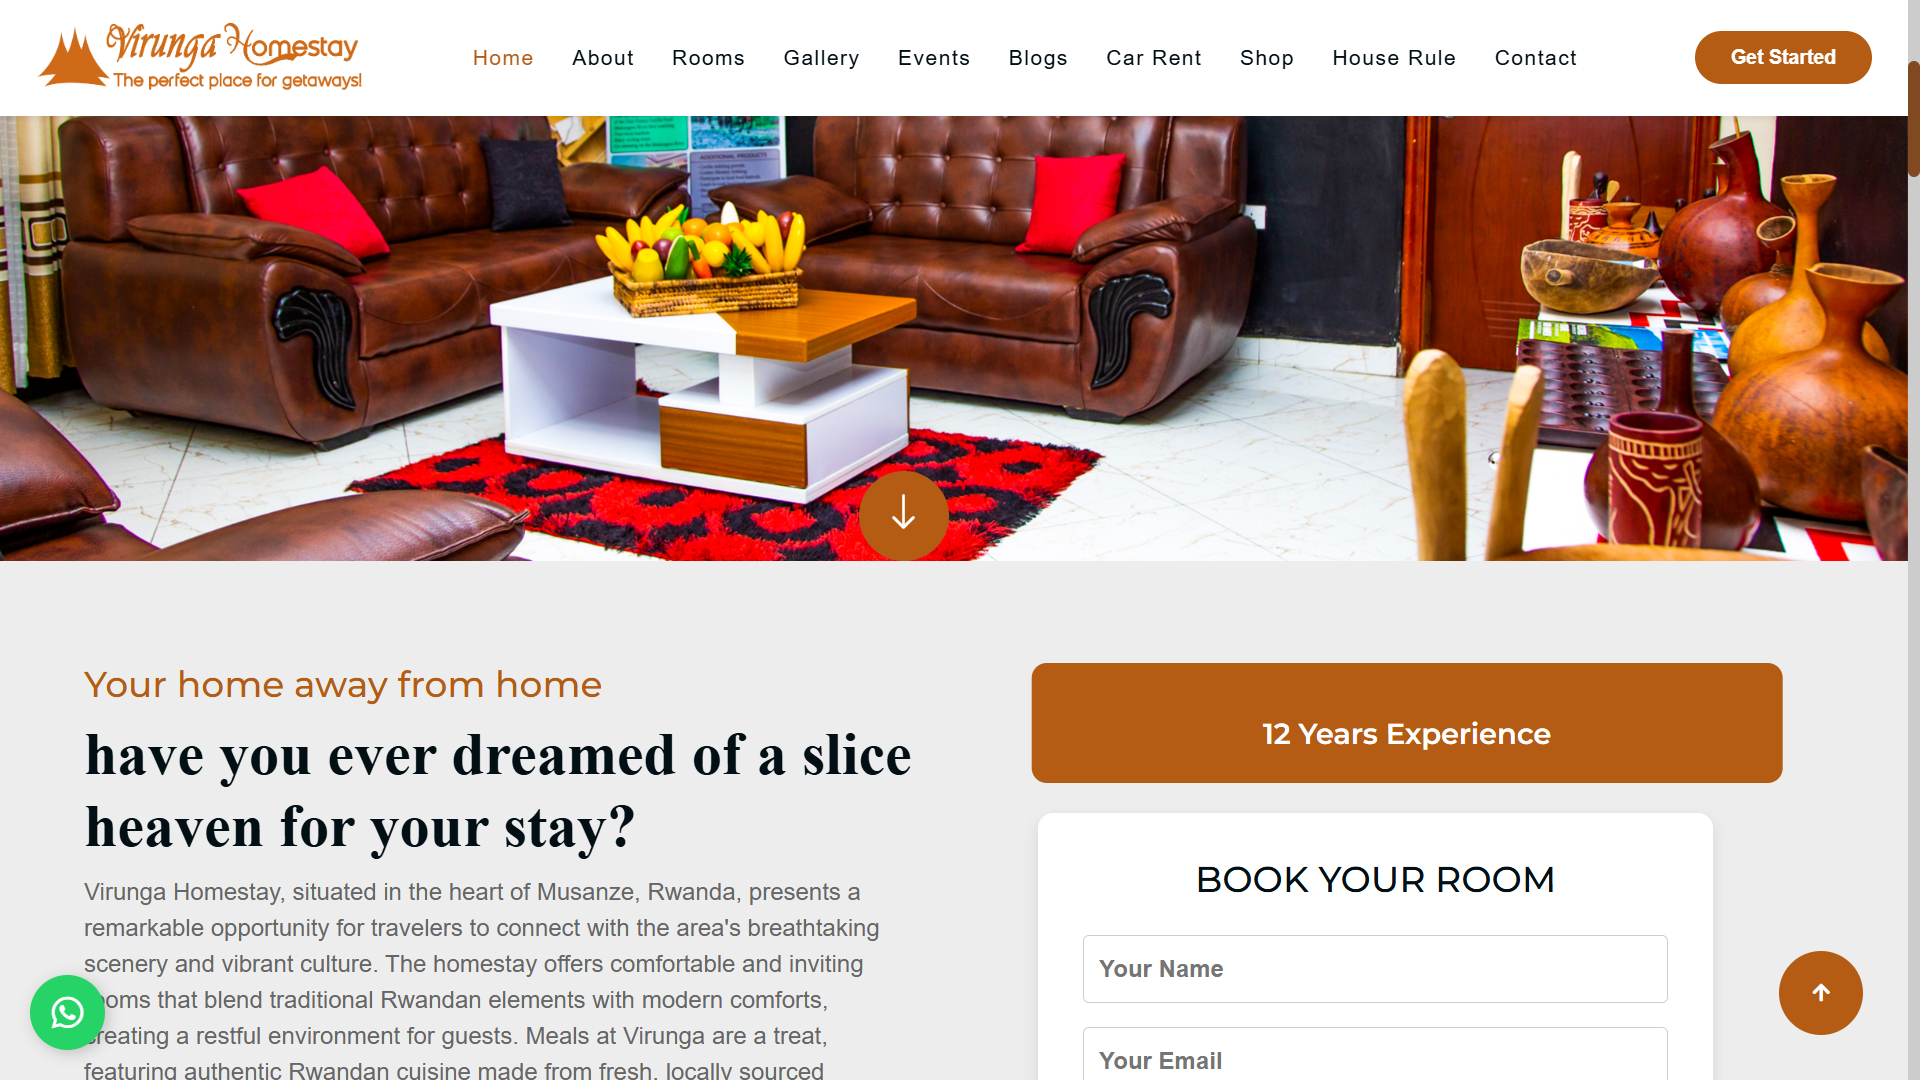 Virunga Homestay
The perfect place for getaways!
Home
About
Rooms
Gallery
Events
Blogs
Car Rent
Shop
House Rule
Contact
Get Started
ADDITIONAL PRODUCTS
Your home away from home
have you ever dreamed of a slice
heaven for your stay?
Virunga Homestay, situated in the heart of Musanze, Rwanda, presents a
remarkable opportunity for travelers to connect with the area's breathtaking
scenery and vibrant culture. The homestay offers comfortable and inviting
rooms that blend traditional Rwandan elements with modern comforts,
creating a restful environment for guests. Meals at Virunga are a treat,
featuring authentic Rwandan cuisine made from fresh, locally sourced
12 Years Experience
BOOK YOUR ROOM
Your Name
Your Email